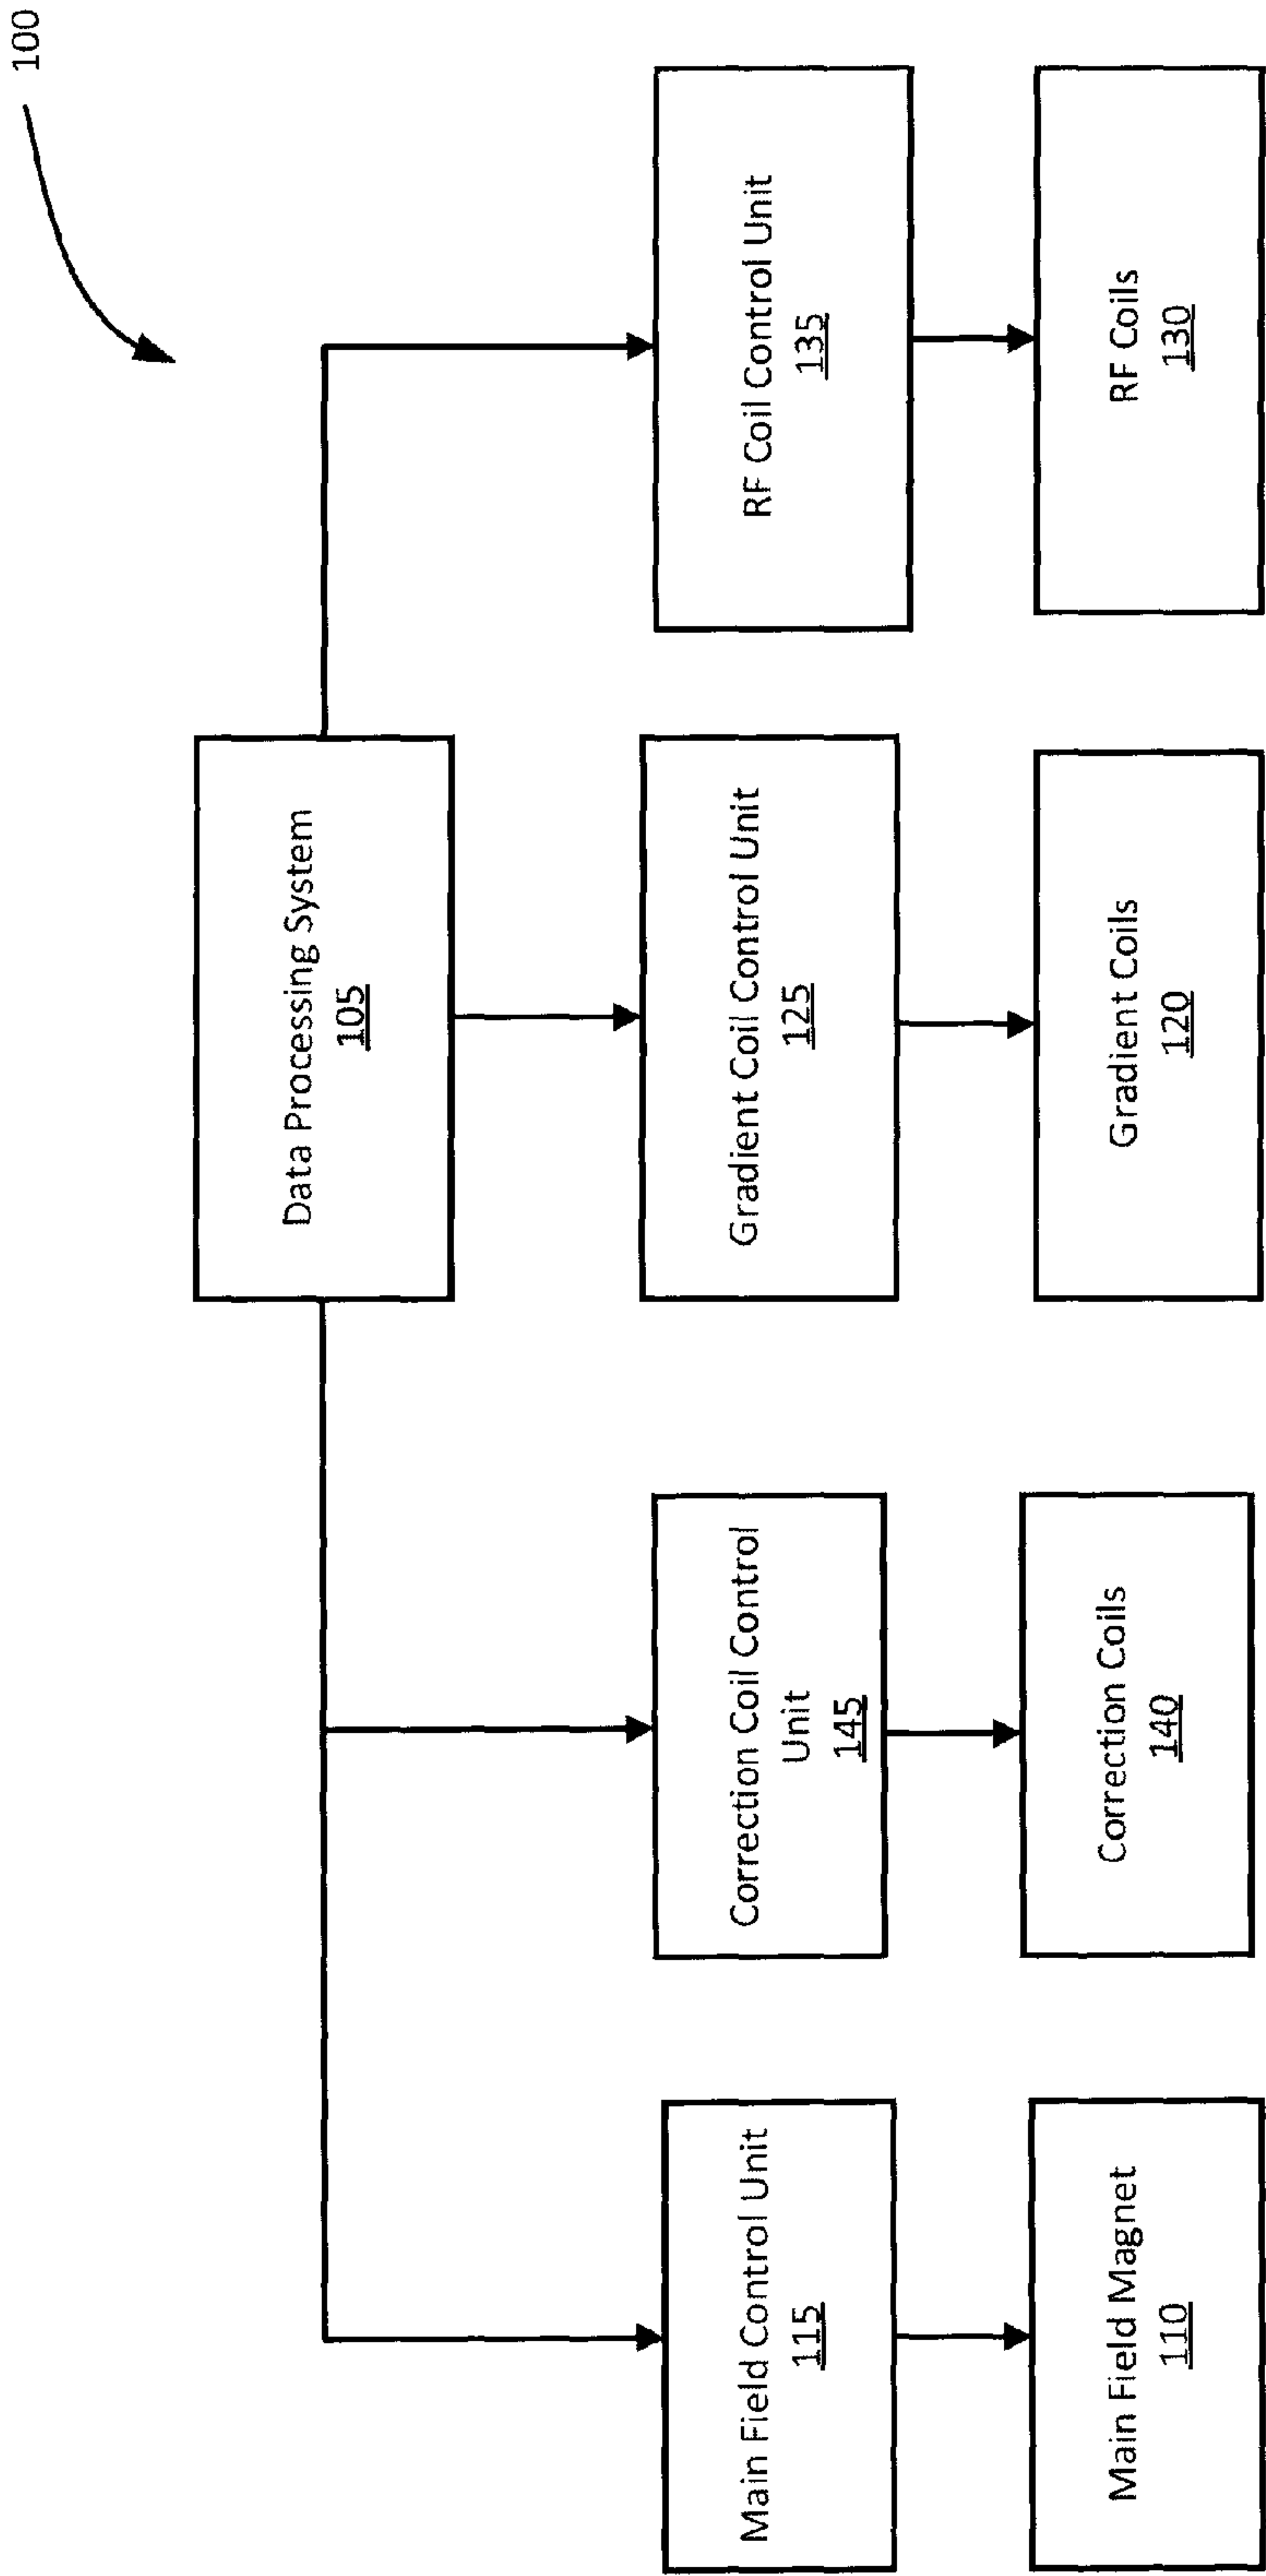 100
Data Processing System
105
Main Field Control Unit
115
Correction Coil Control
Unit
145
Gradient Coil Control Unit
125
RF Coil Control Unit
135
Main Field Magnet
110
Correction Coils
140
Gradient Coils
120
RF Coils
130